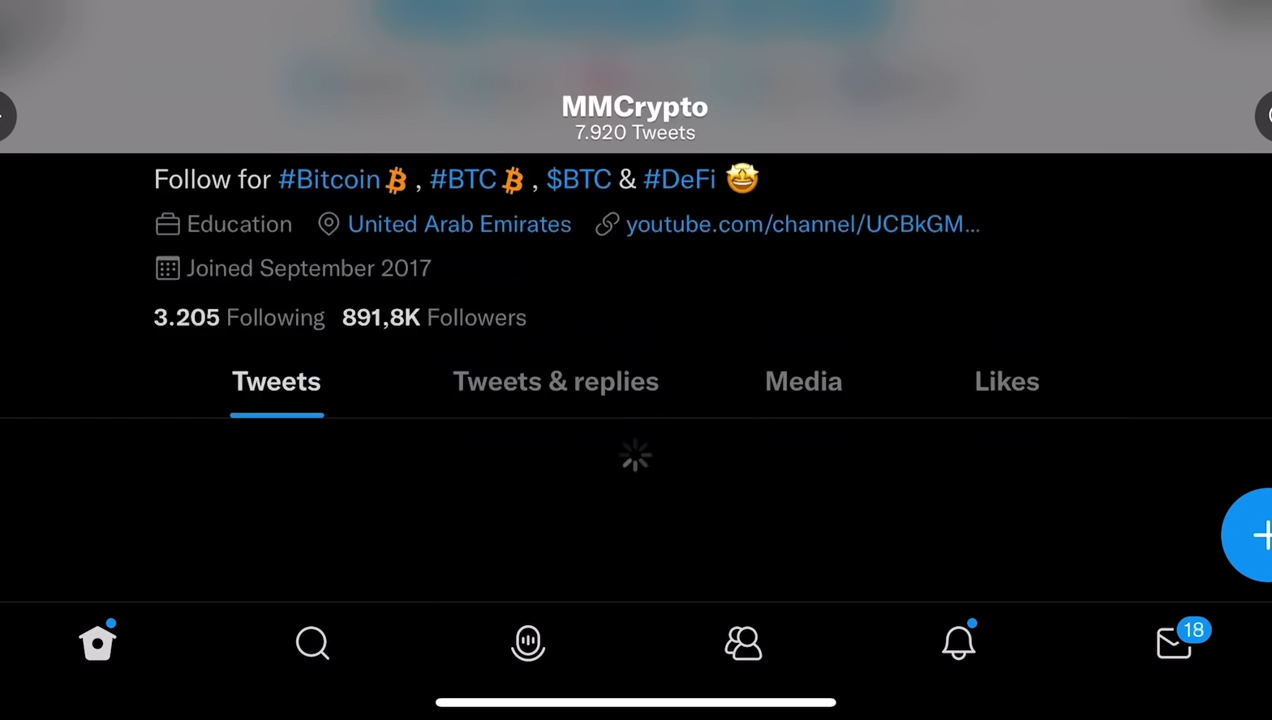 MMCrypto
7.920 Tweets
Follow for #Bitcoin , #BTC , $BTC & #DeFi 🤩
Education United Arab Emirates youtube.com/channel/UCBkGM...
Joined September 2017
3.205 Following 891,8K Followers
Tweets Tweets & replies Media Likes
18